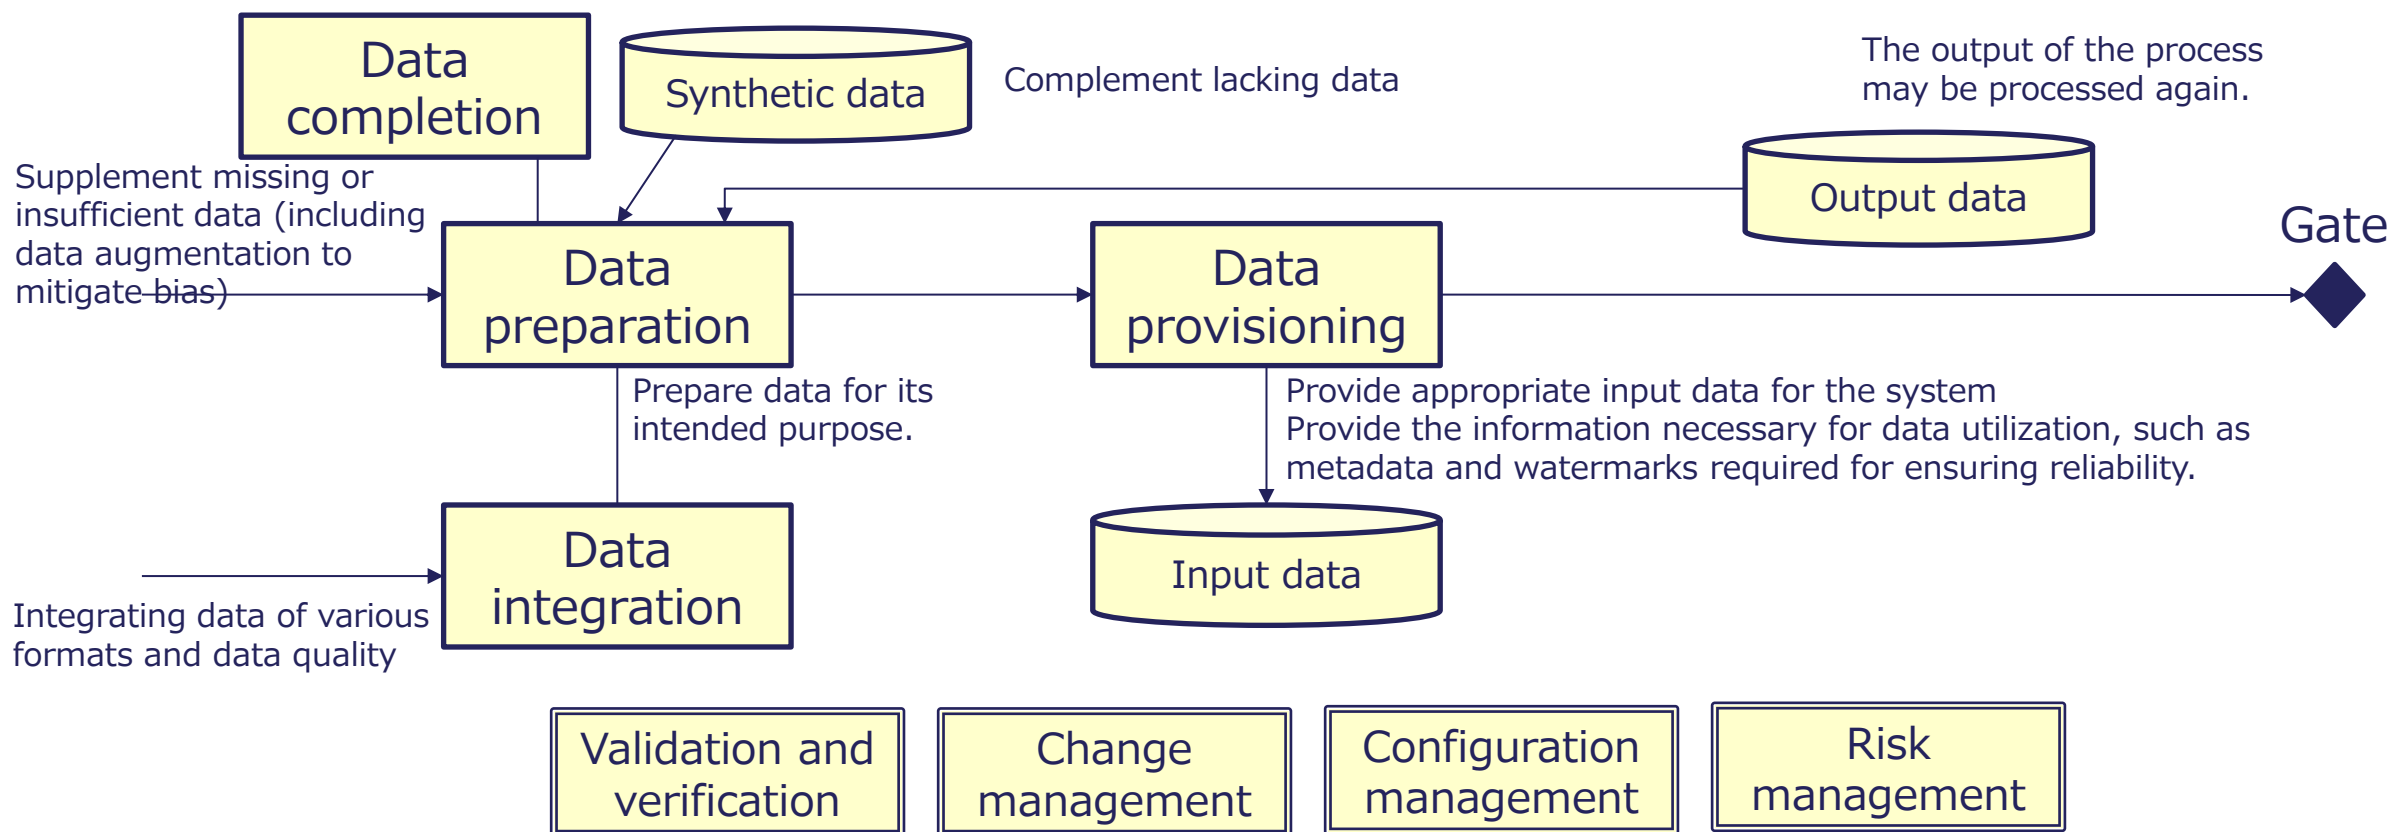 Data
completion
Synthetic data
Complement lacking data
The output of the process
may be processed again.
Supplement missing or
insufficient data (including
data augmentation to
mitigate bias)
Output data
Gate
Data
preparation
Data
provisioning
Prepare data for its
intended purpose.
Provide appropriate input data for the system
Provide the information necessary for data utilization, such as
metadata and watermarks required for ensuring reliability.
Data
integration
Input data
Integrating data of various
formats and data quality
Validation and
verification
Change
management
Configuration
management
Risk
management